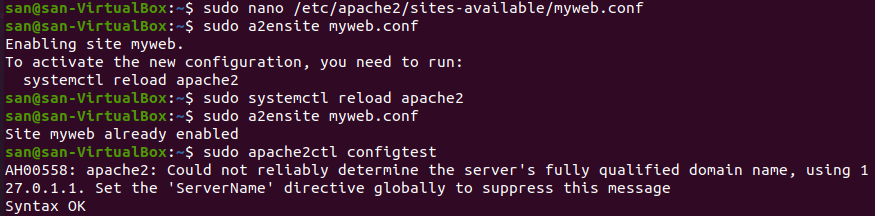 san@san-VirtualBox:~$ sudo nano /etc/apache2/sites-available/myweb.conf
san@san-VirtualBox:~$ sudo a2ensite myweb.conf
Enabling site myweb.
To activate the new configuration, you need to run:
  systemctl reload apache2
san@san-VirtualBox:~$ sudo systemctl reload apache2
san@san-VirtualBox:~$ sudo a2ensite myweb.conf
Site myweb already enabled
san@san-VirtualBox:~$ sudo apache2ctl configtest
AH00558: apache2: Could not reliably determine the server's fully qualified domain name, using 1
27.0.1.1. Set the 'ServerName' directive globally to suppress this message
Syntax OK